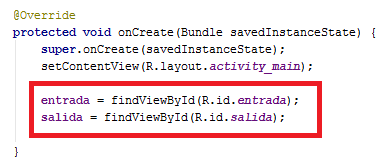 @Override
protected void onCreate(Bundle savedInstanceState) {
super.onCreate(savedInstanceState);
setContentView(R.layout.activity_main);
entrada = findViewById(R.id.entrada);
salida = findViewById(R.id.salida);
}